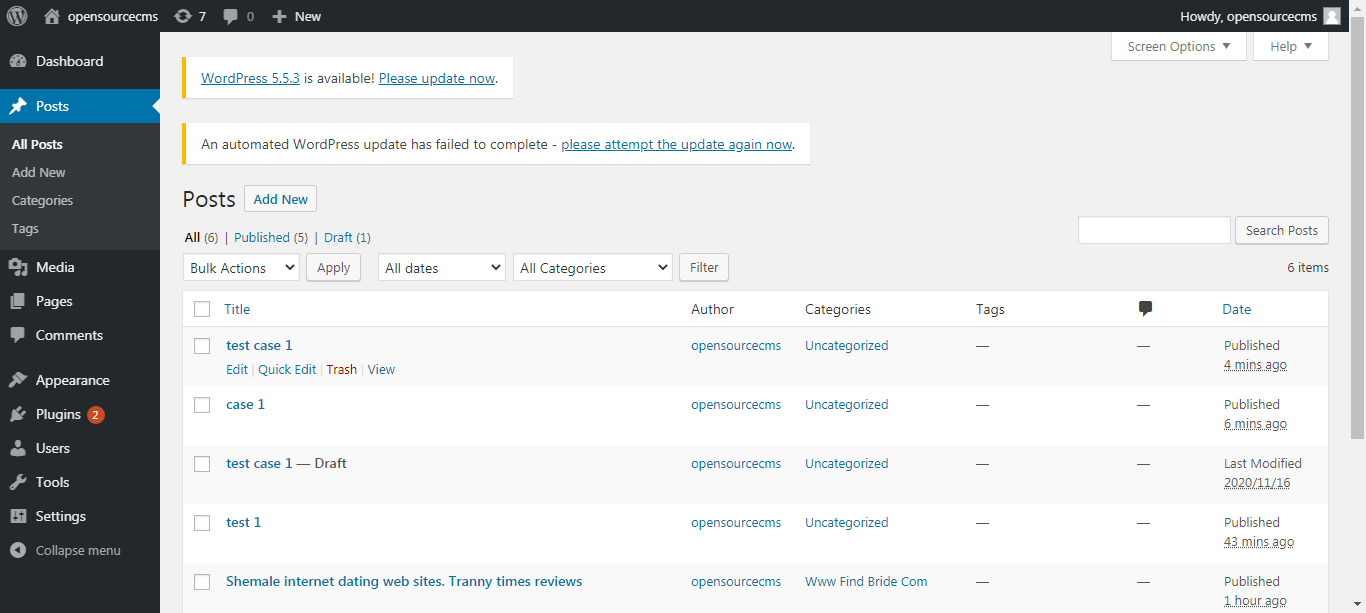 opensourcecms 7 0 New Howdy, opensourcecms
Screen Options Help
Dashboard
Posts
All Posts
Add New
Categories
Tags
Media
Pages
Comments
Appearance
Plugins 2
Users
Tools
Settings
Collapse menu
WordPress 5.5.3 is available! Please update now.
An automated WordPress update has failed to complete - please attempt the update again now.
Posts Add New
All (6) | Published (5) | Draft (1)
Search Posts
Bulk Actions Apply All dates All Categories Filter 6 items
Title Author Categories Tags Date
test case 1 opensourcecms Uncategorized — — Published
Edit | Quick Edit | Trash | View 4 mins ago
case 1 opensourcecms Uncategorized — — Published
6 mins ago
test case 1 — Draft opensourcecms Uncategorized — — Last Modified
2020/11/16
test 1 opensourcecms Uncategorized — — Published
43 mins ago
Shemale internet dating web sites. Tranny times reviews opensourcecms Www Find Bride Com — — Published
1 hour ago